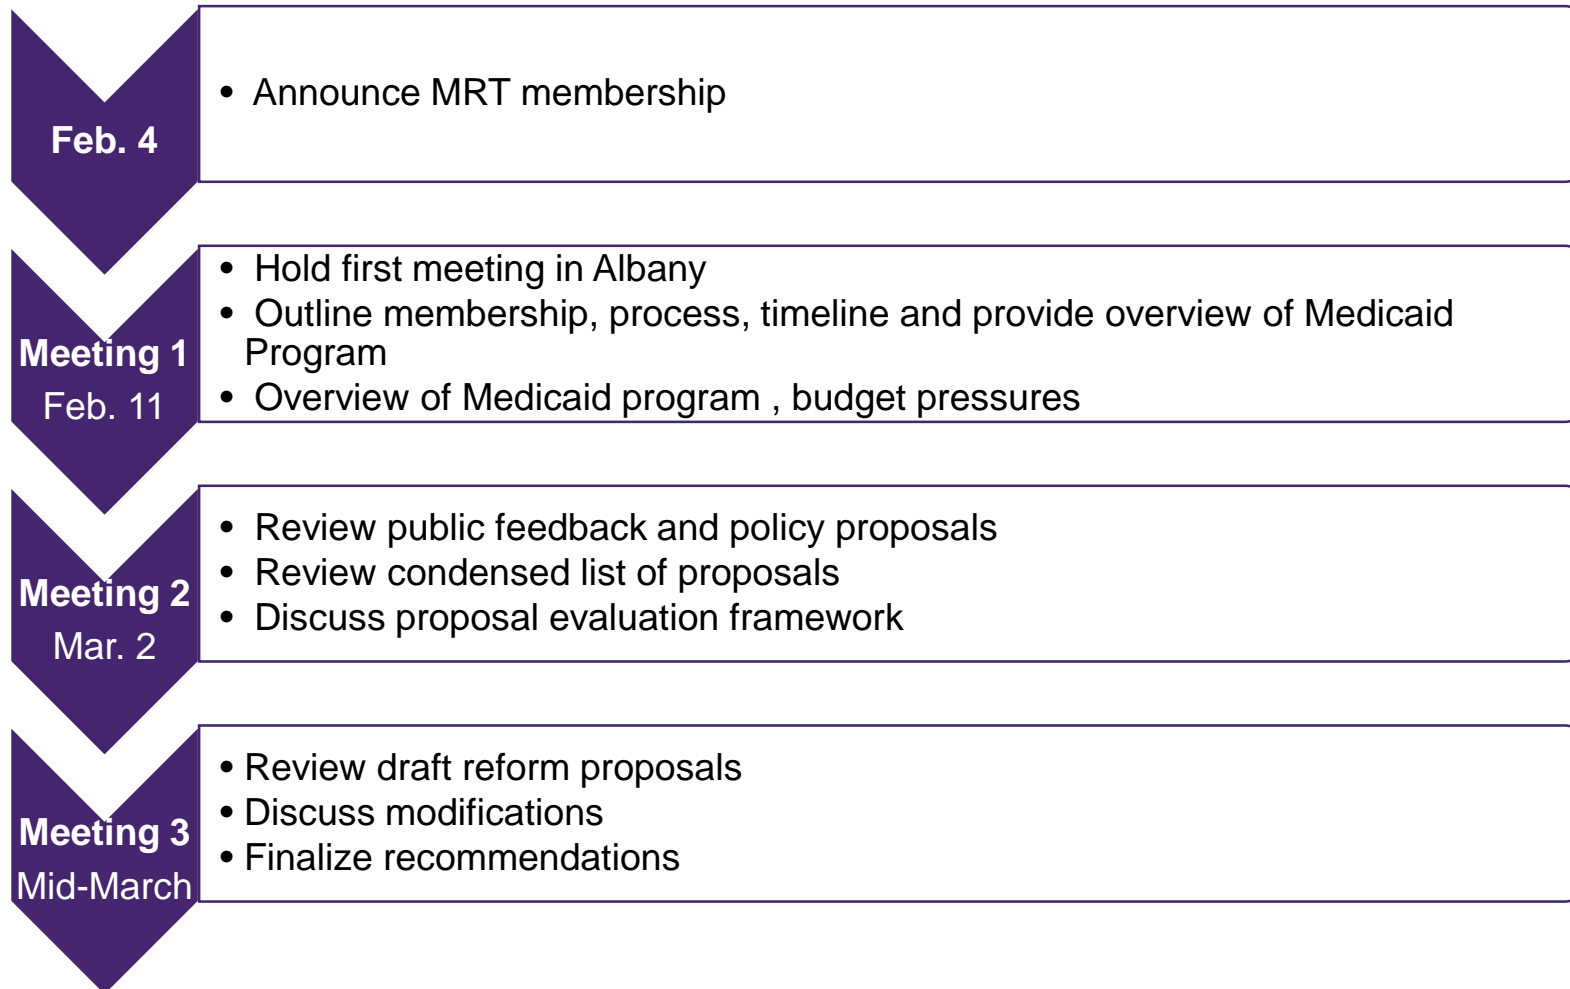 Feb. 4
• Announce MRT membership
Meeting 1
Feb. 11
• Hold first meeting in Albany
• Outline membership, process, timeline and provide overview of Medicaid
Program
• Overview of Medicaid program , budget pressures
Meeting 2
Mar. 2
• Review public feedback and policy proposals
• Review condensed list of proposals
• Discuss proposal evaluation framework
Meeting 3
Mid-March
• Review draft reform proposals
• Discuss modifications
• Finalize recommendations